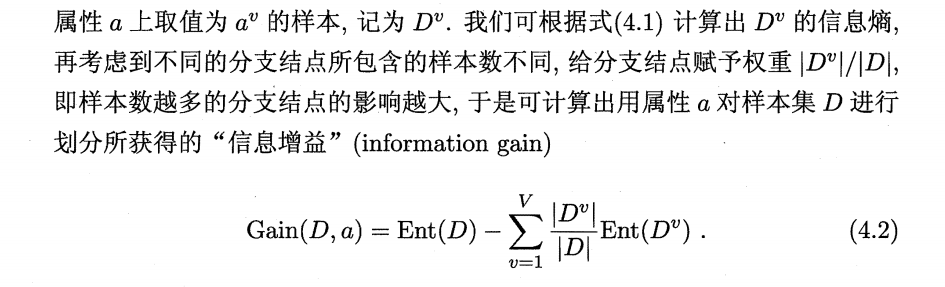 属性 a 上取值为 a^v 的样本, 记为 D^v. 我们可根据式(4.1) 计算出 D^v 的信息熵,
再考虑到不同的分支结点所包含的样本数不同, 给分支结点赋予权重 |D^v|/|D|,
即样本数越多的分支结点的影响越大, 于是可计算出用属性 a 对样本集 D 进行
划分所获得的“信息增益”(information gain)
Gain(D, a) = Ent(D) − \sum_{v=1}^{V} \frac{|D^v|}{|D|} Ent(D^v) . (4.2)